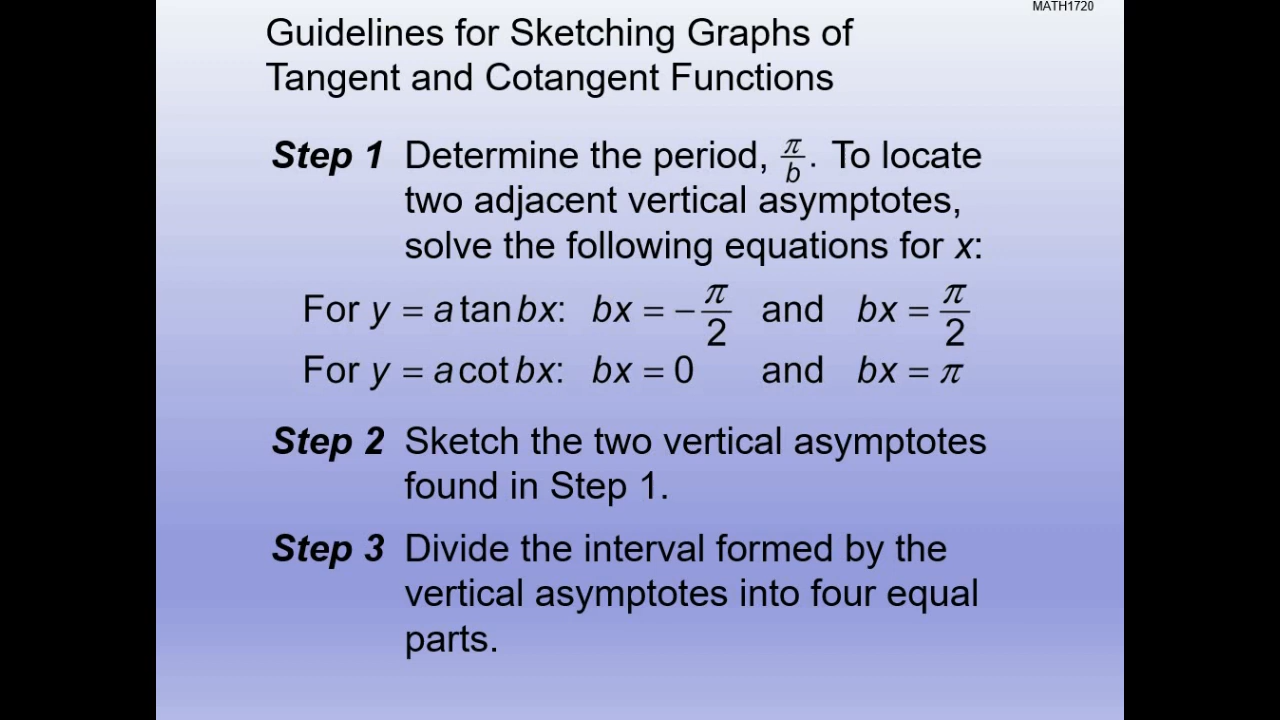 MATH1720
Guidelines for Sketching Graphs of
Tangent and Cotangent Functions
Step 1 Determine the period, π/b. To locate
two adjacent vertical asymptotes,
solve the following equations for x:
For y = a tan bx: bx = −π/2 and bx = π/2
For y = a cot bx: bx = 0 and bx = π
Step 2 Sketch the two vertical asymptotes
found in Step 1.
Step 3 Divide the interval formed by the
vertical asymptotes into four equal
parts.